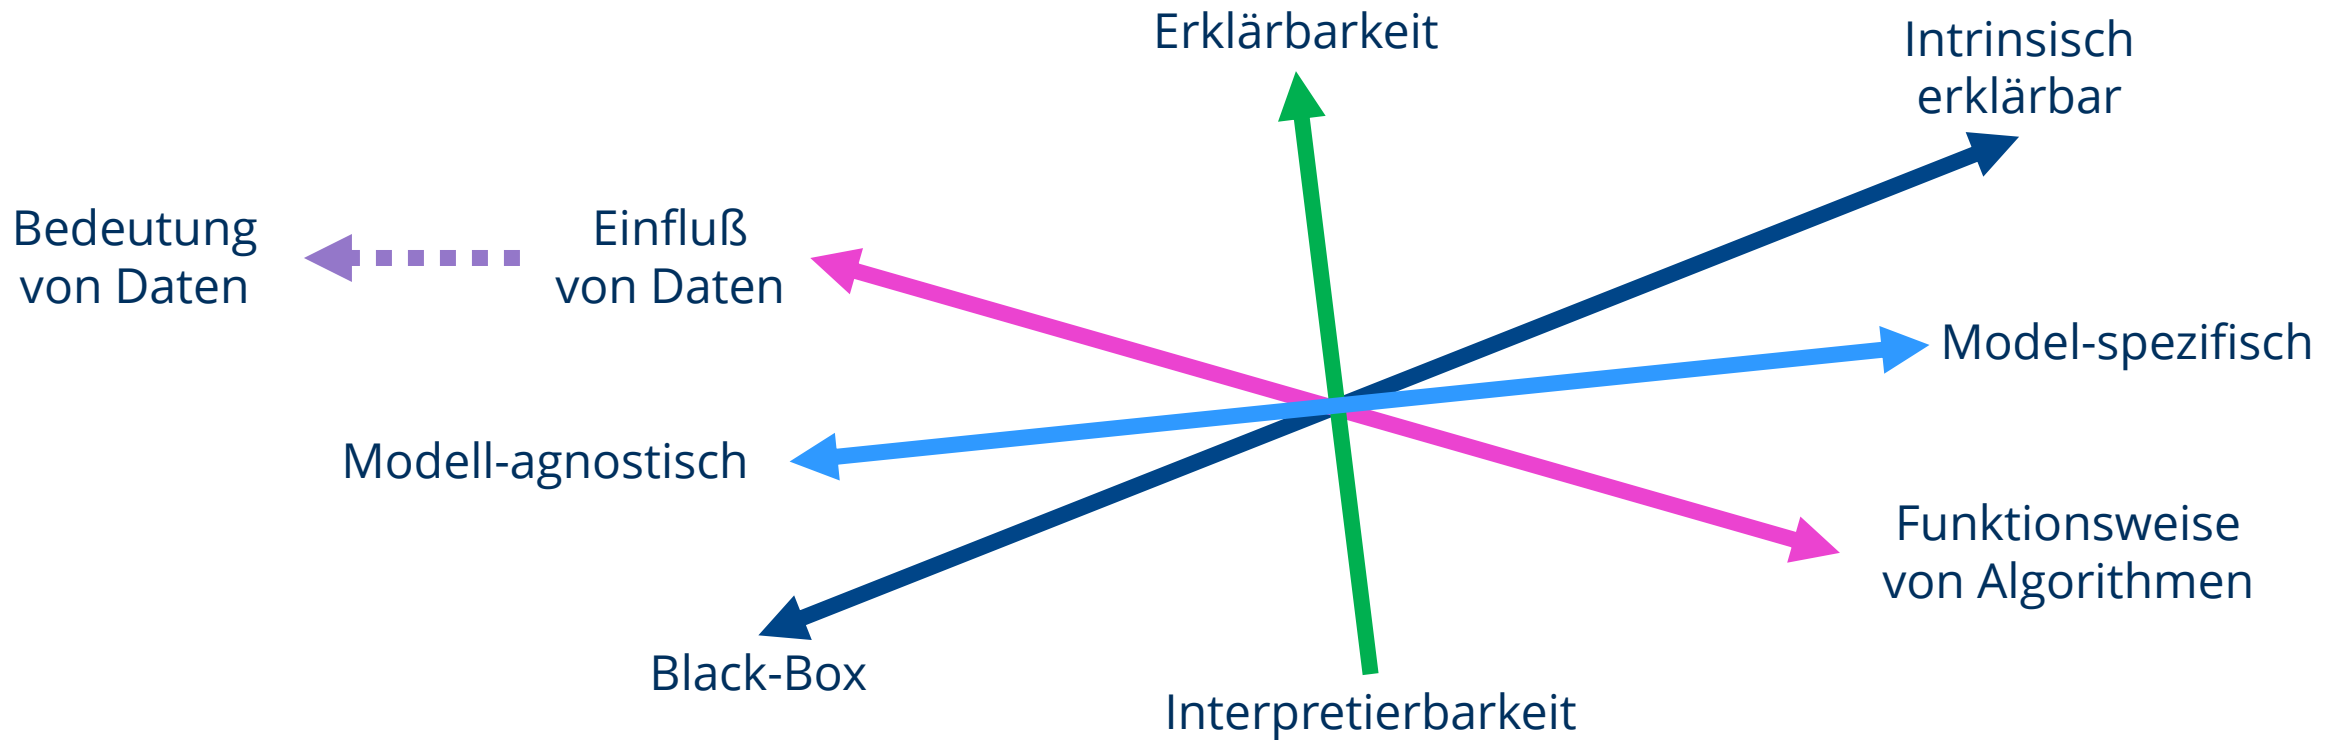 Erklärbarkeit
Intrinsisch
erklärbar
Bedeutung
von Daten
Einfluß
von Daten
Model-spezifisch
Modell-agnostisch
Funktionsweise
von Algorithmen
Black-Box
Interpretierbarkeit